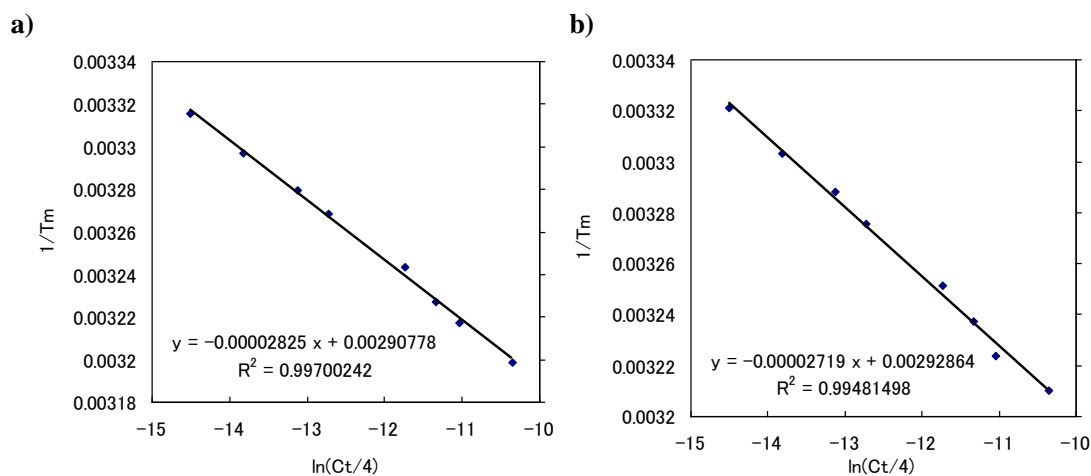 a)
0.00334
0.00332
0.0033
0.00328
0.00326
0.00324
0.00322
0.0032
0.00318
1/Tm
y = −0.00002825 x + 0.00290778
R² = 0.99700242
−15 −14 −13 −12 −11 −10
ln(Ct/4)
b)
0.00334
0.00332
0.0033
0.00328
0.00326
0.00324
0.00322
0.0032
1/Tm
y = −0.00002719 x + 0.00292864
R² = 0.99481498
−15 −14 −13 −12 −11 −10
ln(Ct/4)